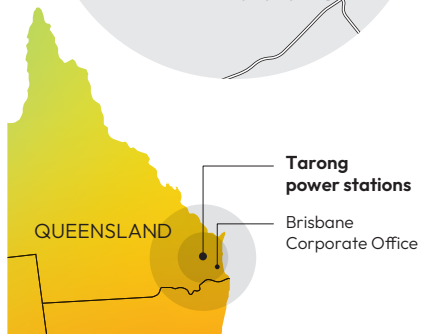 Tarong
power stations
QUEENSLAND
Brisbane
Corporate Office